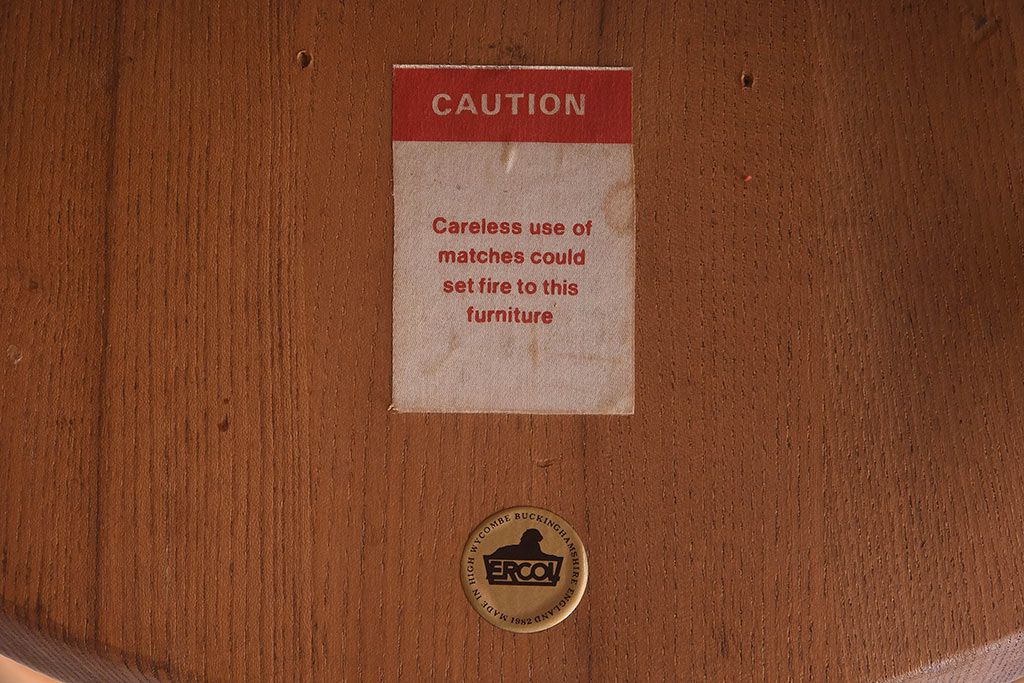 CAUTION
Careless use of
matches could
set fire to this
furniture
ERCOL
MADE IN HIGH WYCOMBE BUCKINGHAMSHIRE ENGLAND 1982